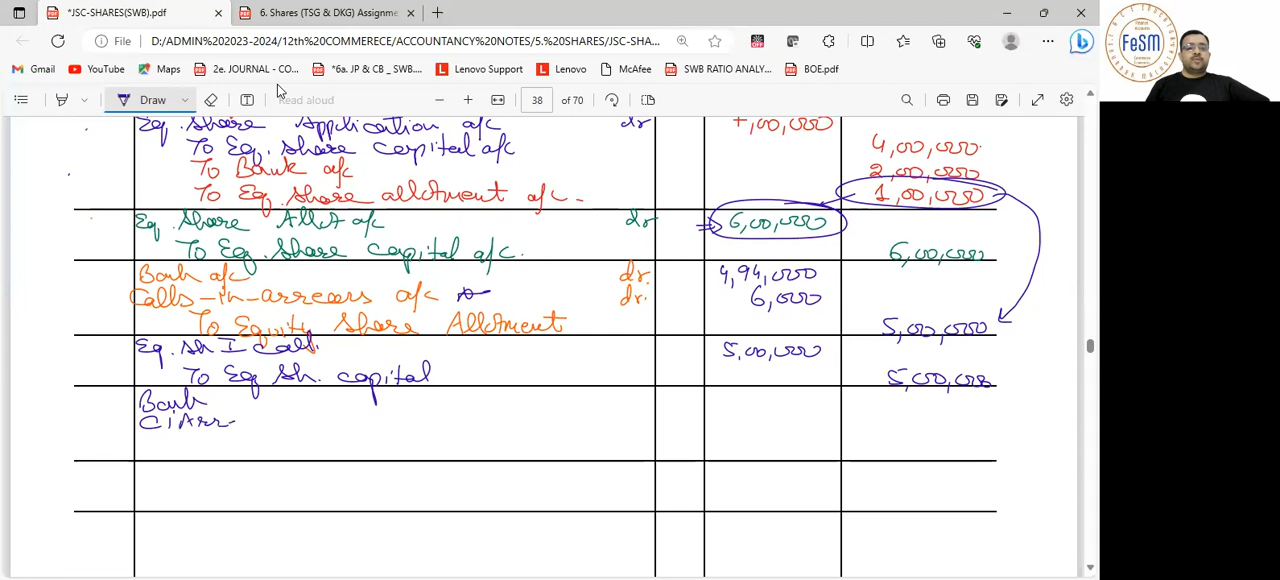 *JSC-SHARES(SWB).pdf
6. Shares (TSG & DKG) Assignme
File
D:/ADMIN%202023-2024/12th%20COMMERECE/ACCOUNTANCY%20NOTES/5.%20SHARES/JSC-SHA...
Gmail
YouTube
Maps
2e. JOURNAL - CO...
*6a. JP & CB _SWB....
Lenovo Support
Lenovo
McAfee
SWB RATIO ANALY...
BOE.pdf
Draw
Read aloud
38 of 70
Eq. Share Application a/c dr 7,00,000
To Eq. Share capital a/c 4,00,000
To Bank a/c 2,00,000
To Eq. Share allotment a/c. 1,00,000
Eq. Share Allot a/c dr 6,00,000
To Eq. Share capital a/c. 6,00,000
Bank a/c dr. 4,94,000
Calls-in-arrears a/c dr. 6,000
To Equity Share Allotment 5,00,000
Eq. Sh I Call. 5,00,000
To Eq Sh. capital 5,00,000
Bank
C i Arr
FeSM